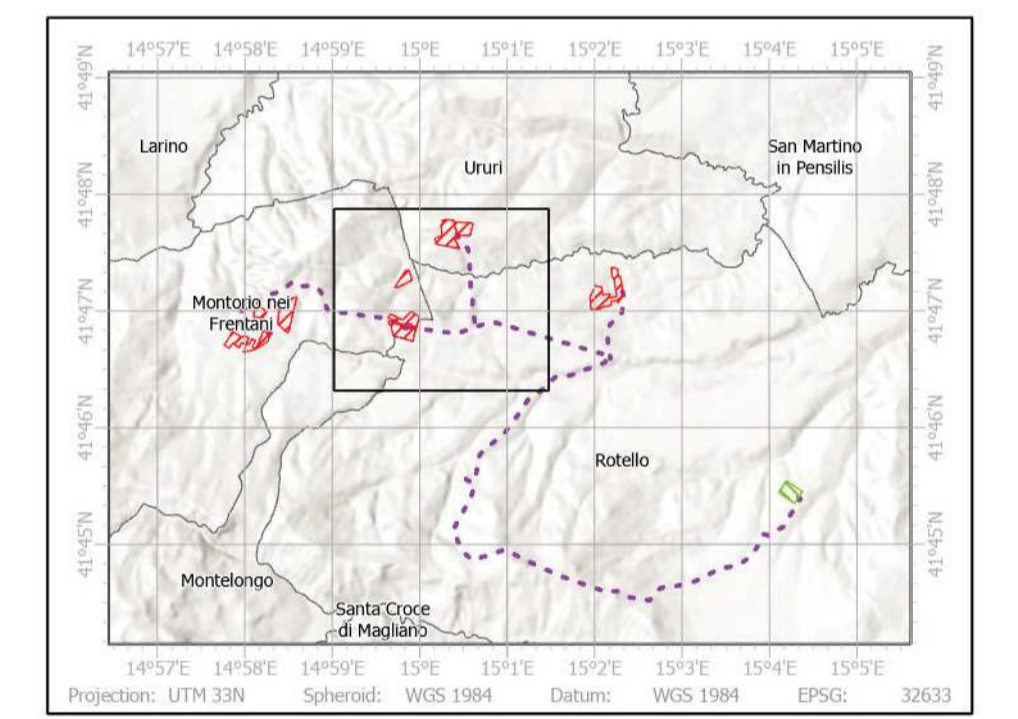 14°57'E 14°58'E 14°59'E 15°E 15°1'E 15°2'E 15°3'E 15°4'E 15°5'E
41°49'N 41°49'N
Larino
Ururi
San Martino
in Pensilis
41°48'N 41°48'N
Montorio nei
Frentani
41°47'N 41°47'N
41°46'N 41°46'N
Rotello
41°45'N 41°45'N
Montelongo
Santa Croce
di Magliano
14°57'E 14°58'E 14°59'E 15°E 15°1'E 15°2'E 15°3'E 15°4'E 15°5'E
Projection: UTM 33N Spheroid: WGS 1984 Datum: WGS 1984 EPSG: 32633